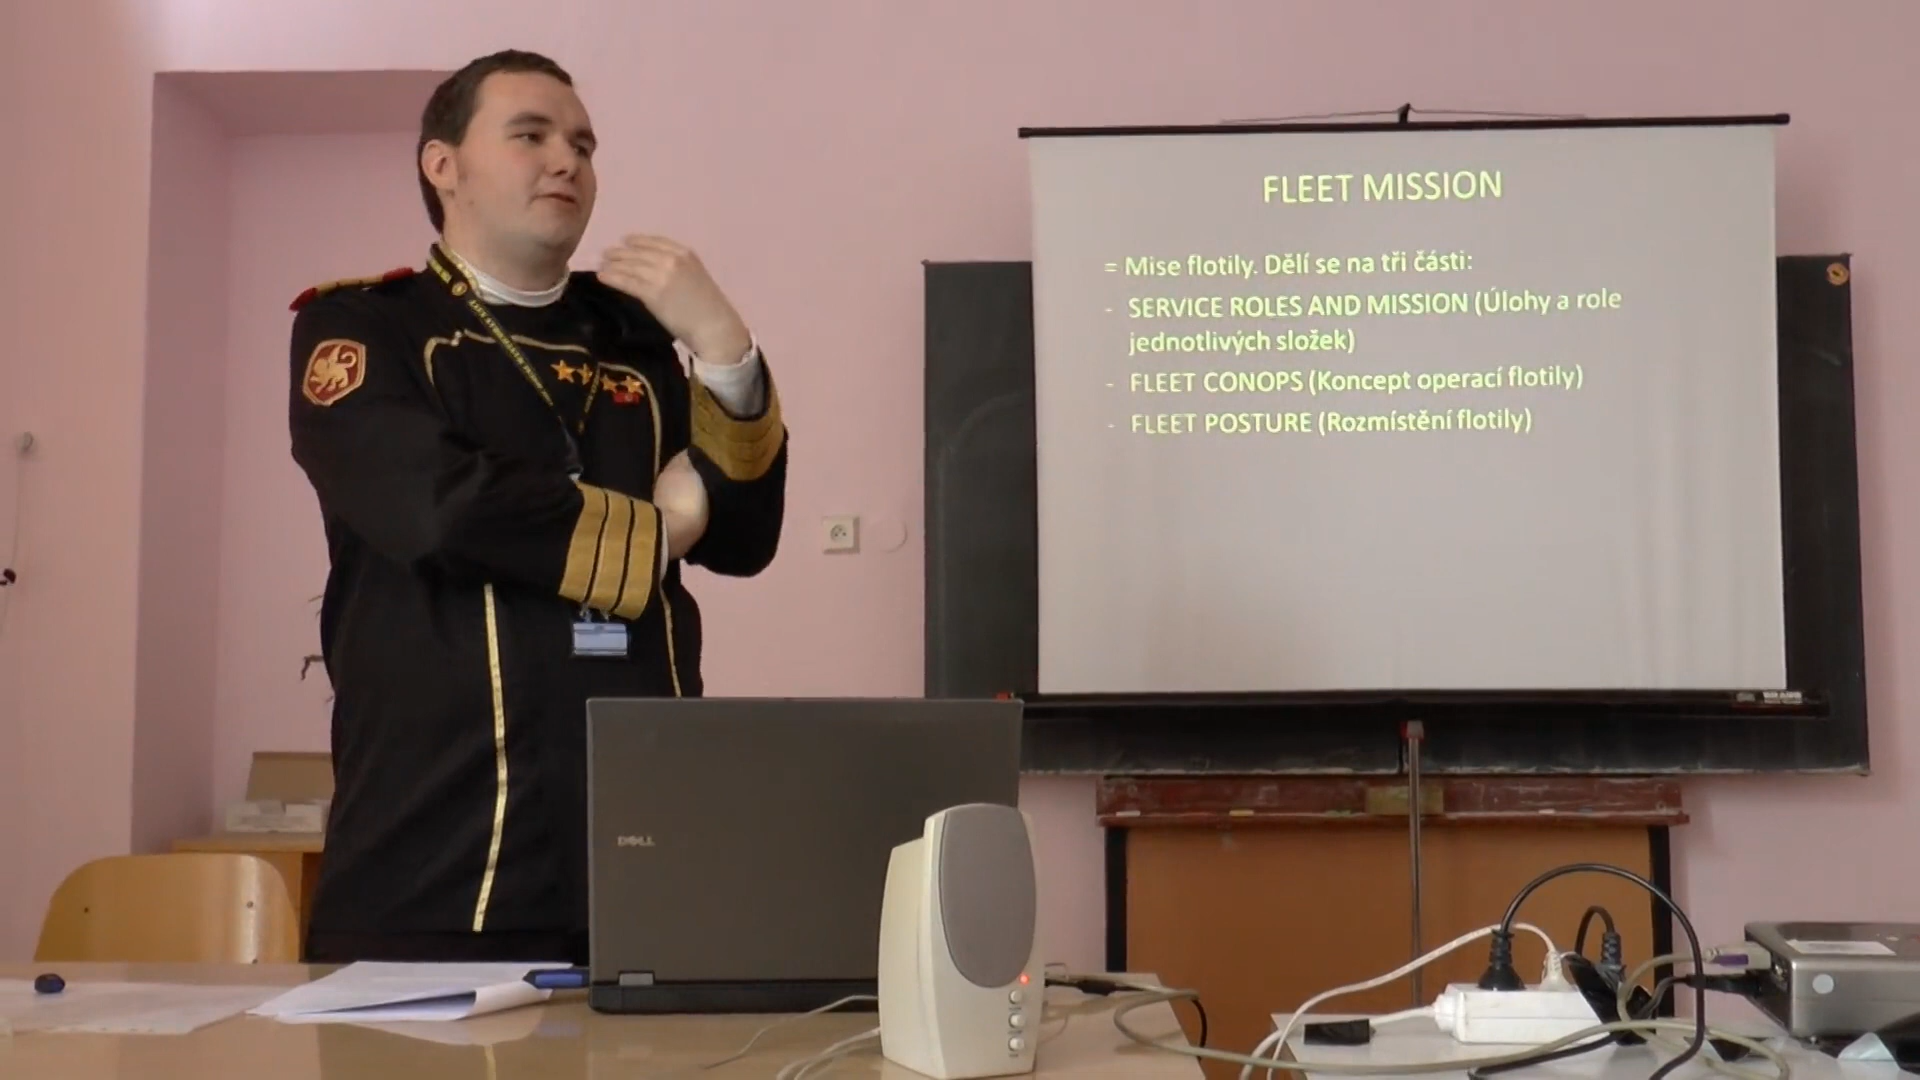 FLEET MISSION
= Mise flotily. Dělí se na tři části:
- SERVICE ROLES AND MISSION (Úlohy a role
jednotlivých složek)
- FLEET CONOPS (Koncept operací flotily)
- FLEET POSTURE (Rozmístění flotily)
DELL